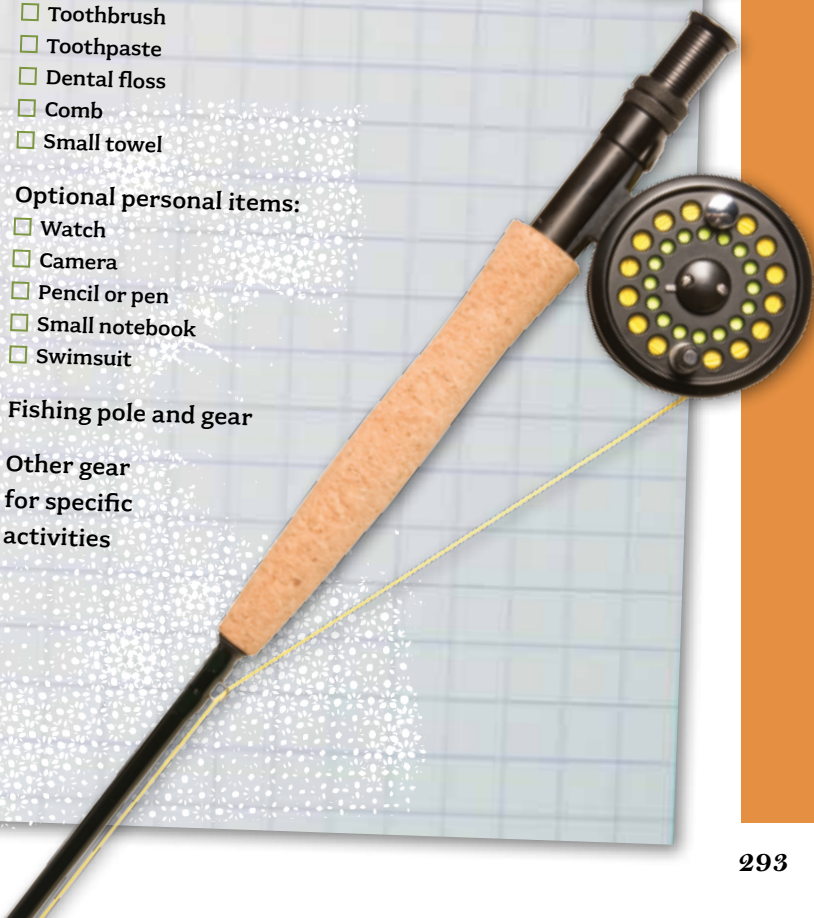 ☐ Toothbrush
☐ Toothpaste
☐ Dental floss
☐ Comb
☐ Small towel
Optional personal items:
☐ Watch
☐ Camera
☐ Pencil or pen
☐ Small notebook
☐ Swimsuit
Fishing pole and gear
Other gear
for specific
activities
293